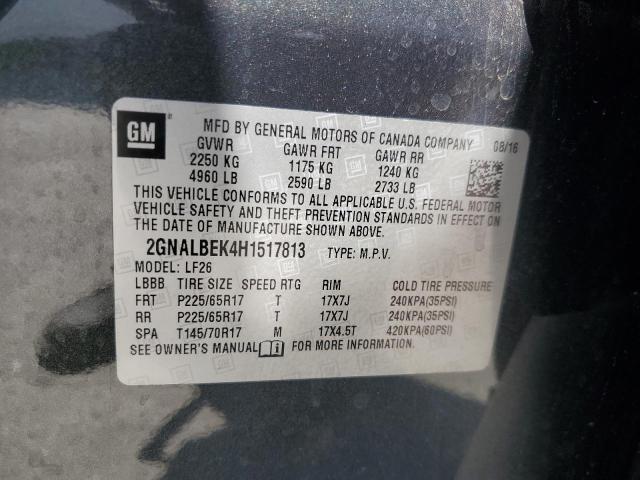 GM
MFD BY GENERAL MOTORS OF CANADA COMPANY 08/16
GVWR GAWR FRT GAWR RR
2250 KG 1175 KG 1240 KG
4960 LB 2590 LB 2733 LB
THIS VEHICLE CONFORMS TO ALL APPLICABLE U.S. FEDERAL MOTOR
VEHICLE SAFETY AND THEFT PREVENTION STANDARDS IN EFFECT ON
THE DATE OF MANUFACTURE SHOWN ABOVE.
2GNALBEK4H1517813 TYPE: M.P.V.
MODEL: LF26
LBBB TIRE SIZE SPEED RTG RIM COLD TIRE PRESSURE
FRT P225/65R17 T 17X7J 240KPA(35PSI)
RR P225/65R17 T 17X7J 240KPA(35PSI)
SPA T145/70R17 M 17X4.5T 420KPA(60PSI)
SEE OWNER'S MANUAL i FOR MORE INFORMATION.